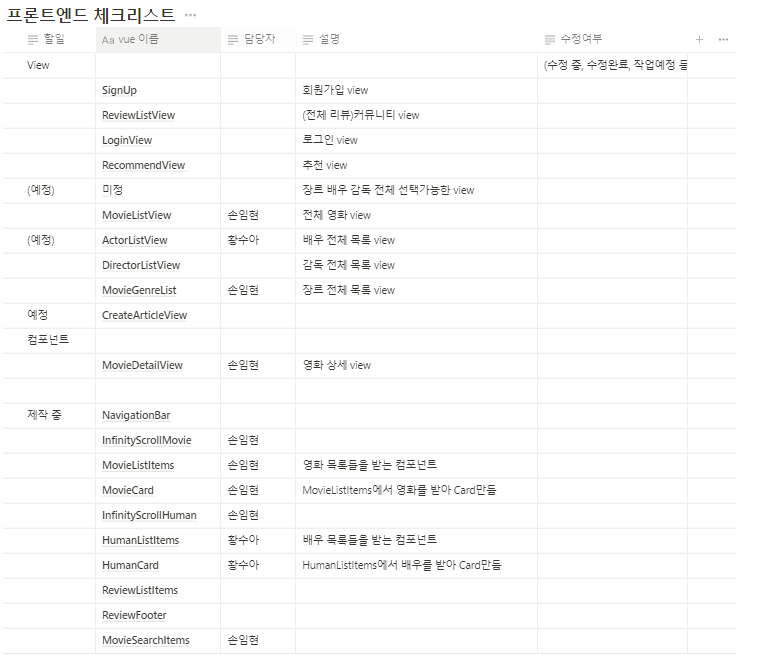 프론트엔드 체크리스트 ···
할일 Aa vue 이름 담당자 설명 수정여부 + ···
View (수정 중, 수정완료, 작업예정 등
SignUp 회원가입 view
ReviewListView (전체 리뷰)커뮤니티 view
LoginView 로그인 view
RecommendView 추천 view
(예정) 미정 장르 배우 감독 전체 선택가능한 view
MovieListView 손임현 전체 영화 view
(예정) ActorListView 황수아 배우 전체 목록 view
DirectorListView 감독 전체 목록 view
MovieGenreList 손임현 장르 전체 목록 view
예정 CreateArticleView
컴포넌트
MovieDetailView 손임현 영화 상세 view
제작 중 NavigationBar
InfinityScrollMovie 손임현
MovieListItems 손임현 영화 목록들을 받는 컴포넌트
MovieCard 손임현 MovieListItems에서 영화를 받아 Card만듬
InfinityScrollHuman 손임현
HumanListItems 황수아 배우 목록들을 받는 컴포넌트
HumanCard 황수아 HumanListItems에서 배우를 받아 Card만듬
ReviewListItems
ReviewFooter
MovieSearchItems 손임현